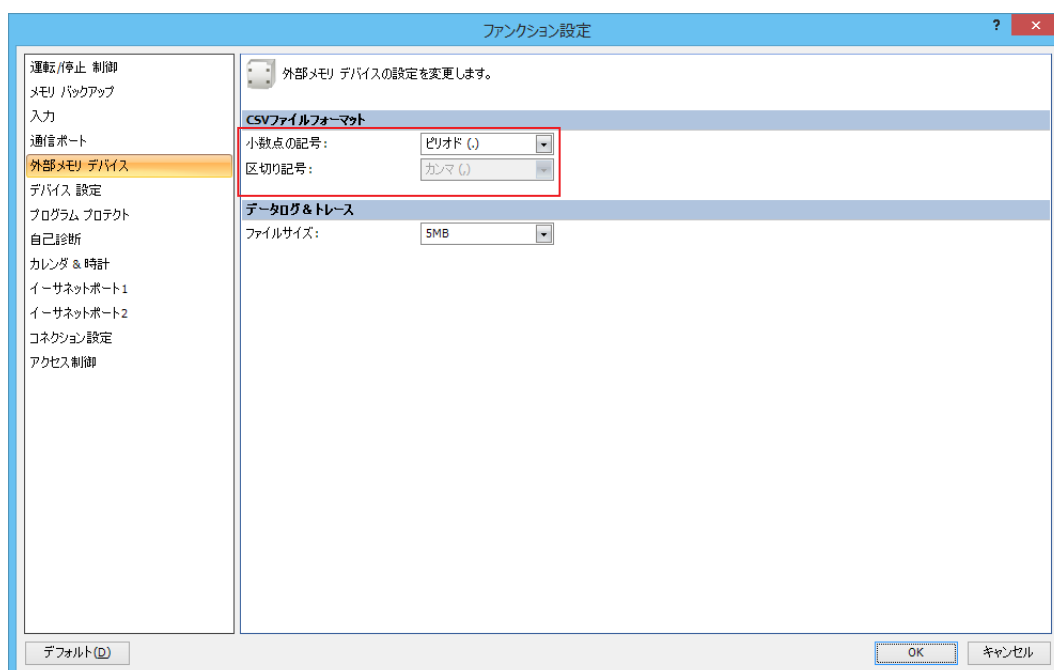 ファンクション設定
?
×
運転/停止 制御
メモリ バックアップ
入力
通信ポート
外部メモリ デバイス
デバイス 設定
プログラム プロテクト
自己診断
カレンダ & 時計
イーサネットポート1
イーサネットポート2
コネクション設定
アクセス制御
外部メモリ デバイスの設定を変更します。
CSVファイルフォーマット
小数点の記号: ピリオド (.)
区切り記号: カンマ (,)
データログ & トレース
ファイルサイズ: 5MB
デフォルト(D)
OK
キャンセル